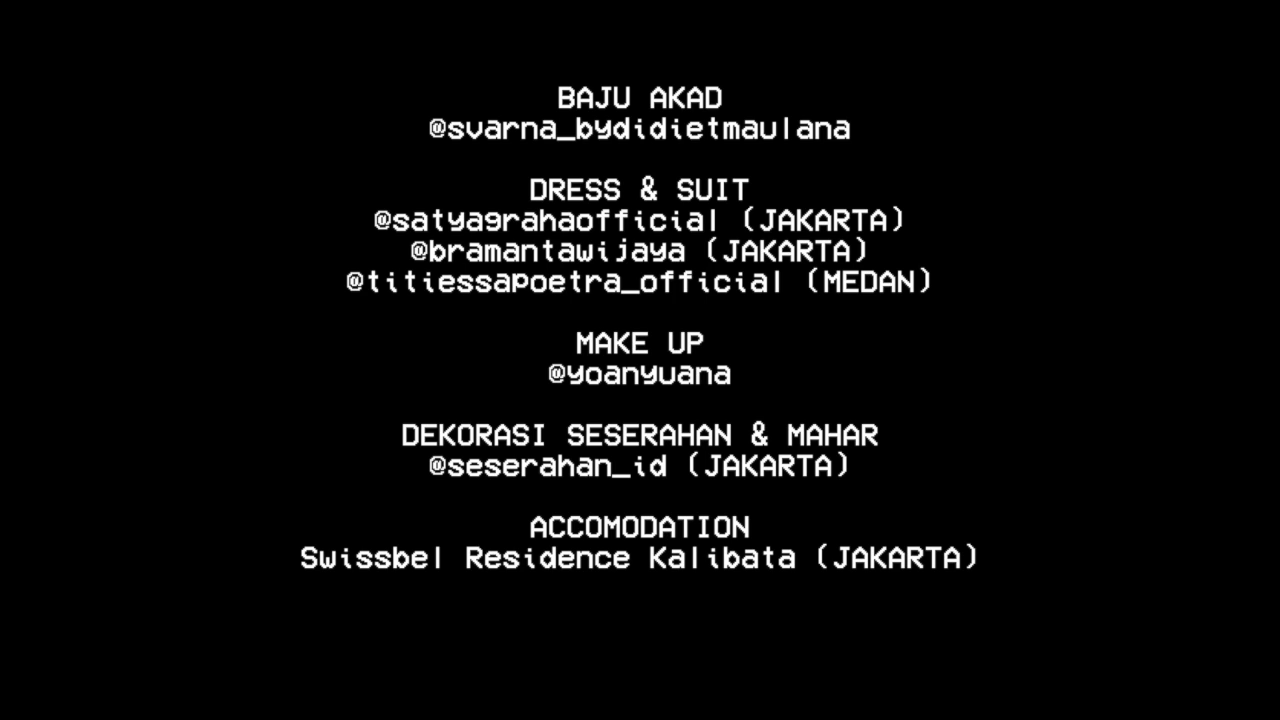 BAJU AKAD
@svarna_bydidietmaulana
DRESS & SUIT
@satyagrahaofficial (JAKARTA)
@bramantawijaya (JAKARTA)
@titiessapoetra_official (MEDAN)
MAKE UP
@yoanyuana
DEKORASI SESERAHAN & MAHAR
@seserahan_id (JAKARTA)
ACCOMODATION
Swissbel Residence Kalibata (JAKARTA)